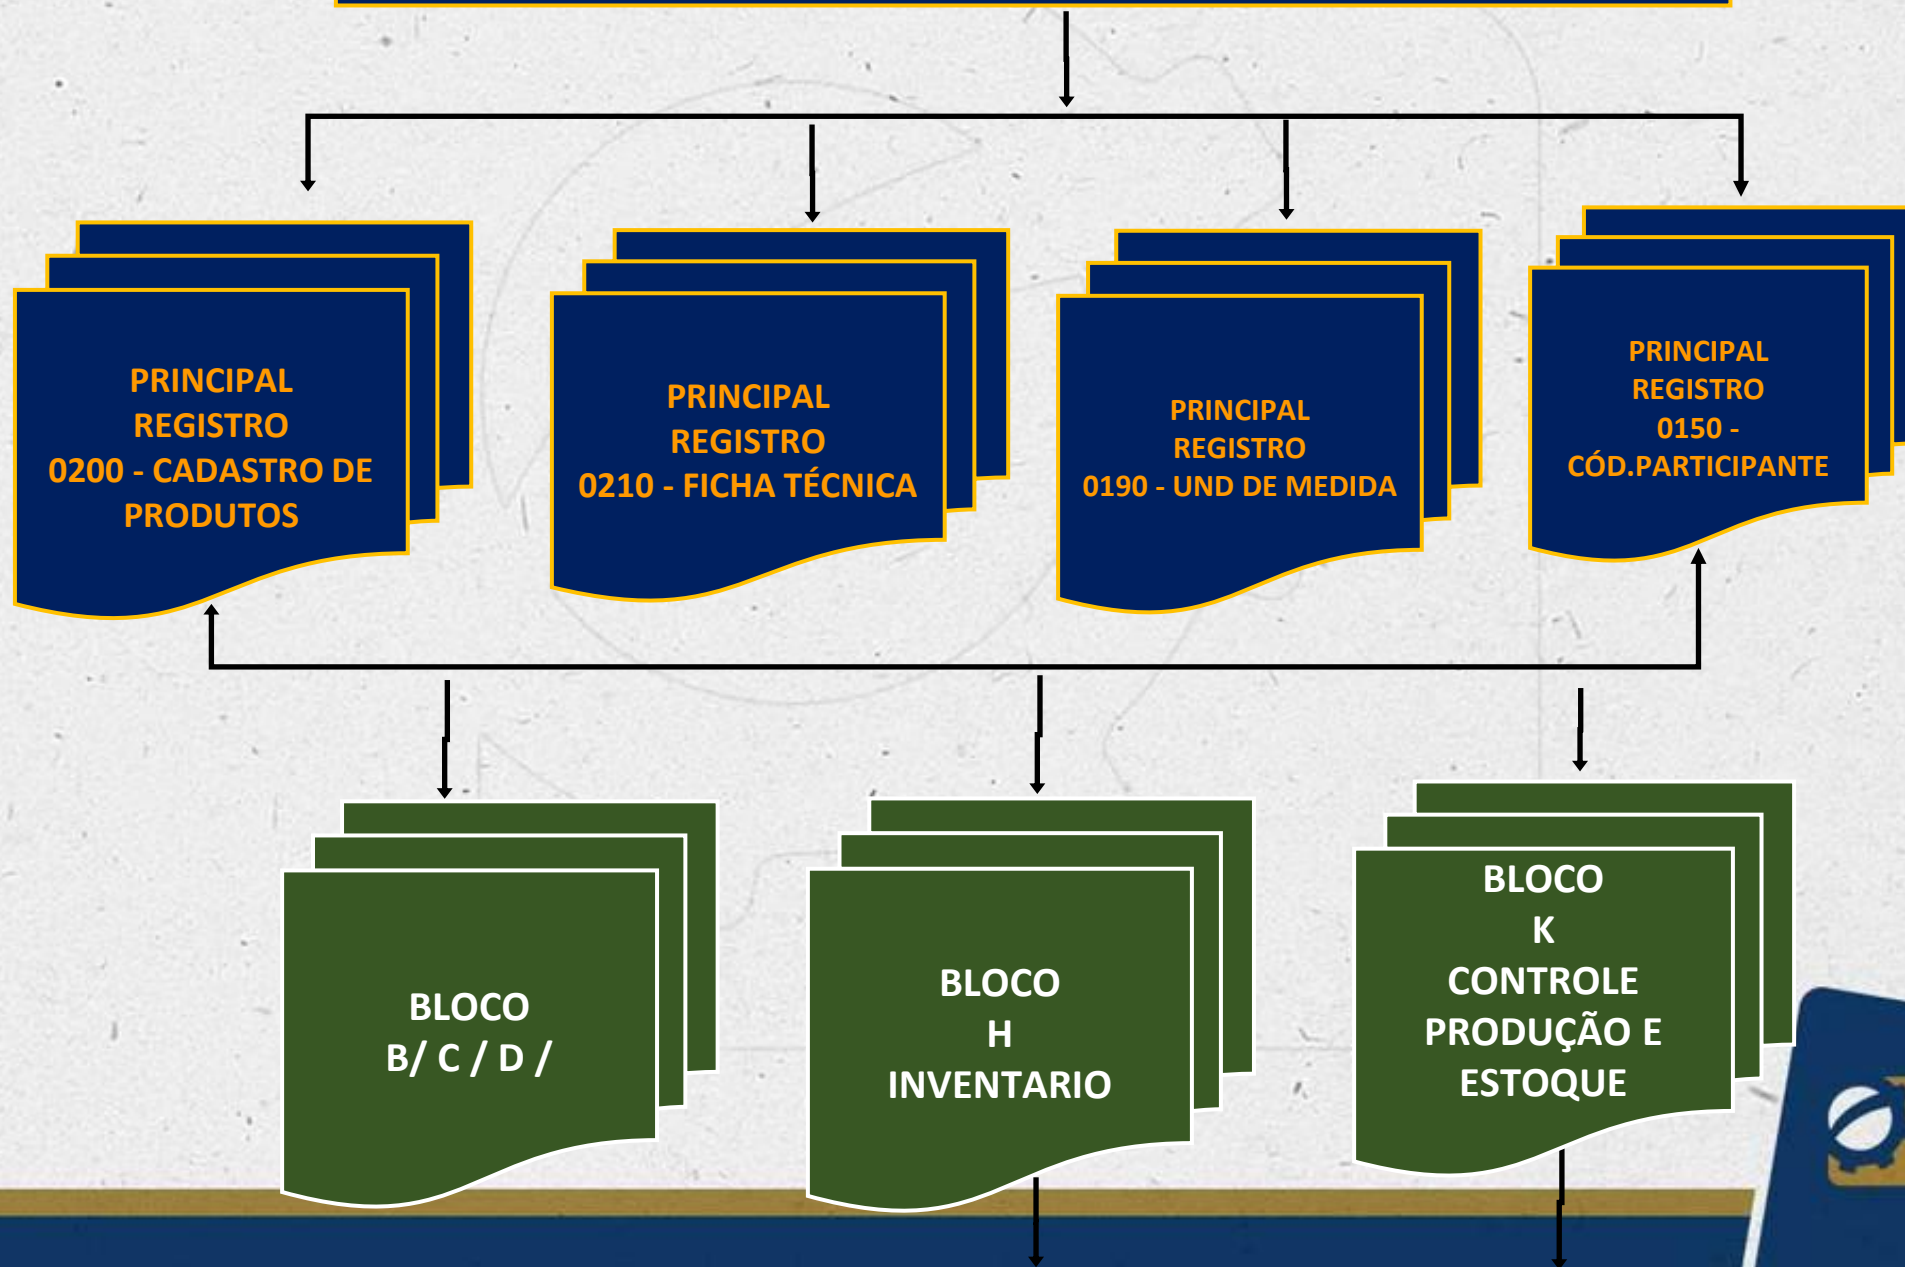 PRINCIPAL
REGISTRO
0200 - CADASTRO DE
PRODUTOS
PRINCIPAL
REGISTRO
0210 - FICHA TÉCNICA
PRINCIPAL
REGISTRO
0190 - UND DE MEDIDA
PRINCIPAL
REGISTRO
0150 -
CÓD.PARTICIPANTE
BLOCO
B/ C / D /
BLOCO
H
INVENTARIO
BLOCO
K
CONTROLE
PRODUÇÃO E
ESTOQUE